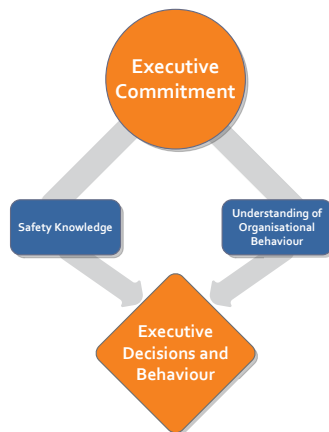 Executive
Commitment
Safety Knowledge
Understanding of
Organisational
Behaviour
Executive
Decisions and
Behaviour